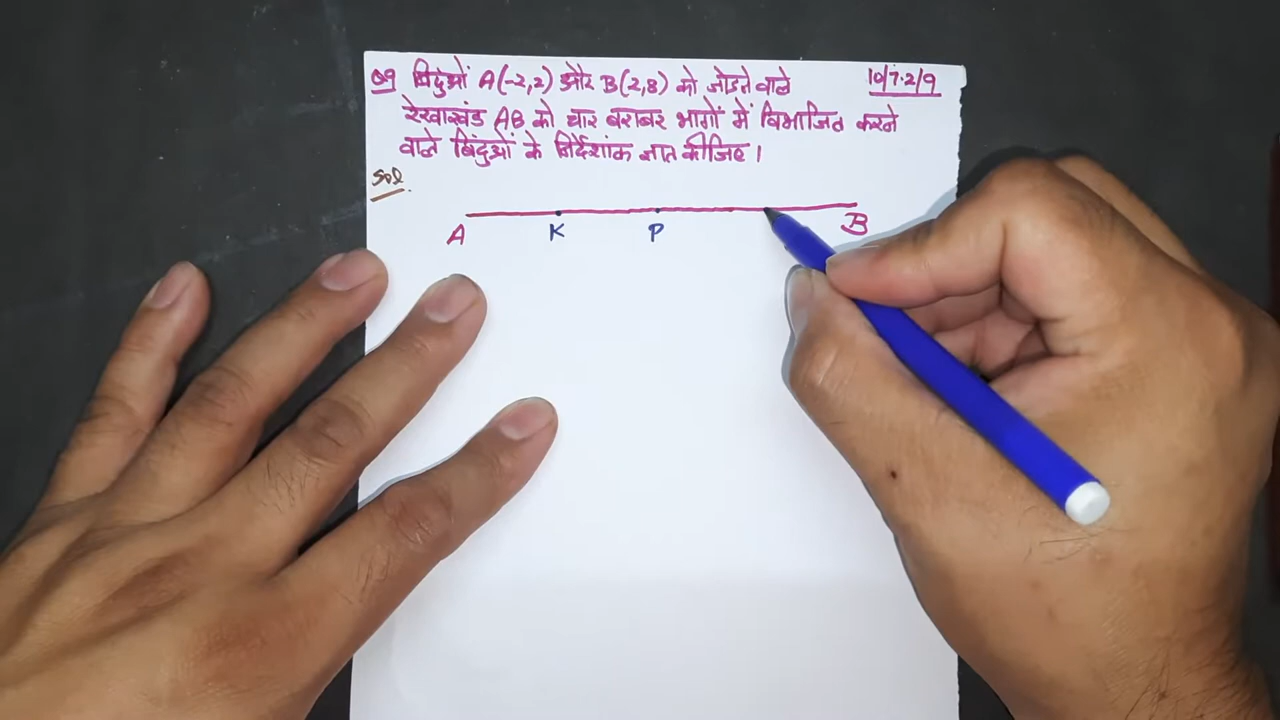 Q9 बिंदुओं A(-2,2) और B(2,8) को जोड़ने वाले
10/7.2/9
रेखाखंड AB को चार बराबर भागों में विभाजित करने
वाले बिंदुओं के निर्देशांक ज्ञात कीजिए।
Sol.
A K P B